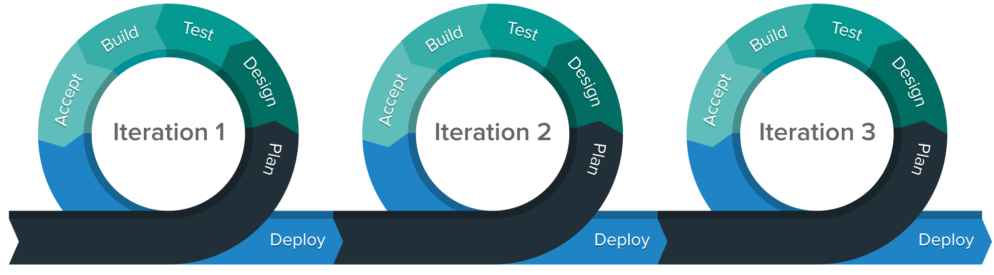 Accept
Build
Test
Design
Plan
Iteration 1
Deploy
Accept
Build
Test
Design
Plan
Iteration 2
Deploy
Accept
Build
Test
Design
Plan
Iteration 3
Deploy